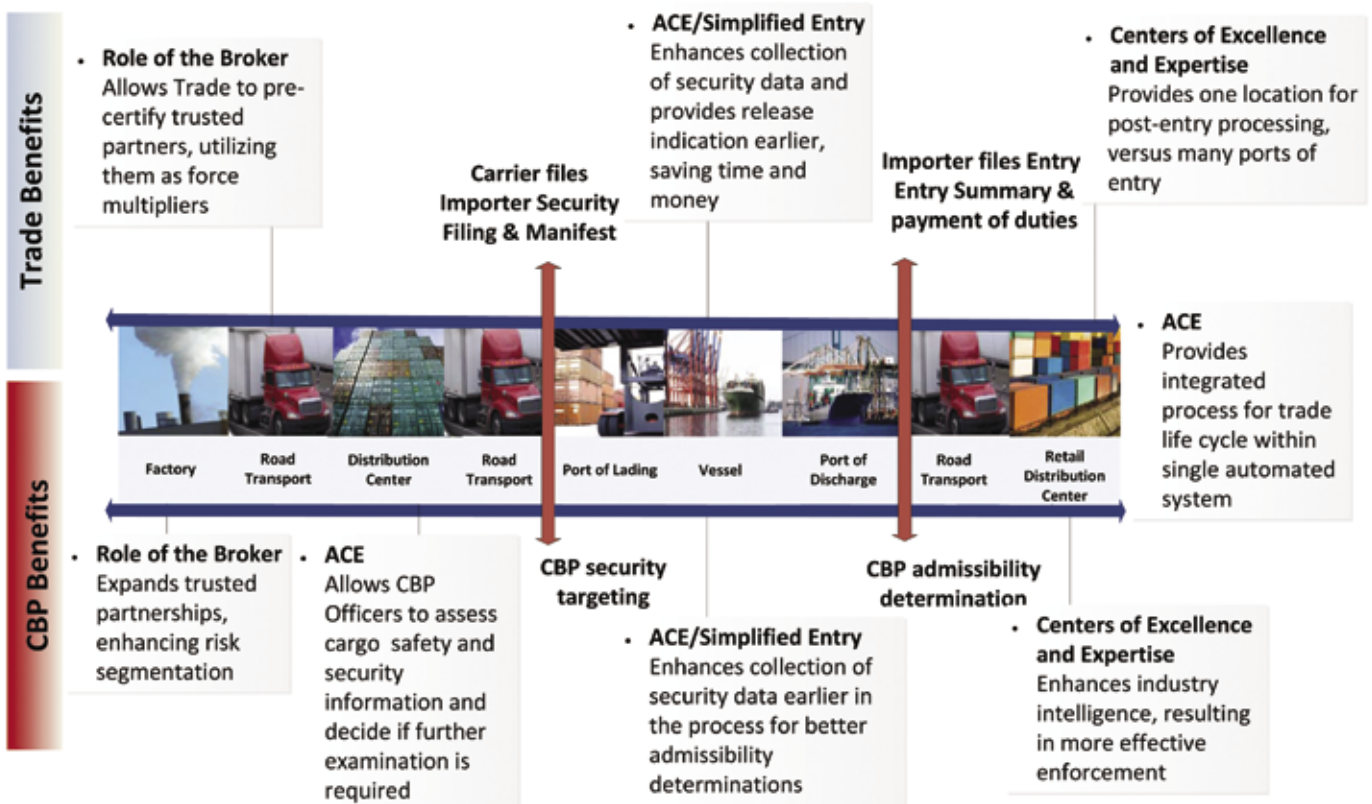 Trade Benefits
• Role of the Broker
Allows Trade to pre-
certify trusted
partners, utilizing
them as force
multipliers
Carrier files
Importer Security
Filing & Manifest
• ACE/Simplified Entry
Enhances collection
of security data and
provides release
indication earlier,
saving time and
money
Importer files Entry
Entry Summary &
payment of duties
• Centers of Excellence
and Expertise
Provides one location for
post-entry processing,
versus many ports of
entry
• ACE
Provides
integrated
process for trade
life cycle within
single automated
system
Factory
Road
Transport
Distribution
Center
Road
Transport
Port of Lading
Vessel
Port of
Discharge
Road
Transport
Retail
Distribution
Center
CBP Benefits
• Role of the Broker
Expands trusted
partnerships,
enhancing risk
segmentation
• ACE
Allows CBP
Officers to assess
cargo safety and
security
information and
decide if further
examination is
required
CBP security
targeting
• ACE/Simplified Entry
Enhances collection of
security data earlier in
the process for better
admissibility
determinations
CBP admissibility
determination
• Centers of Excellence
and Expertise
Enhances industry
intelligence, resulting
in more effective
enforcement